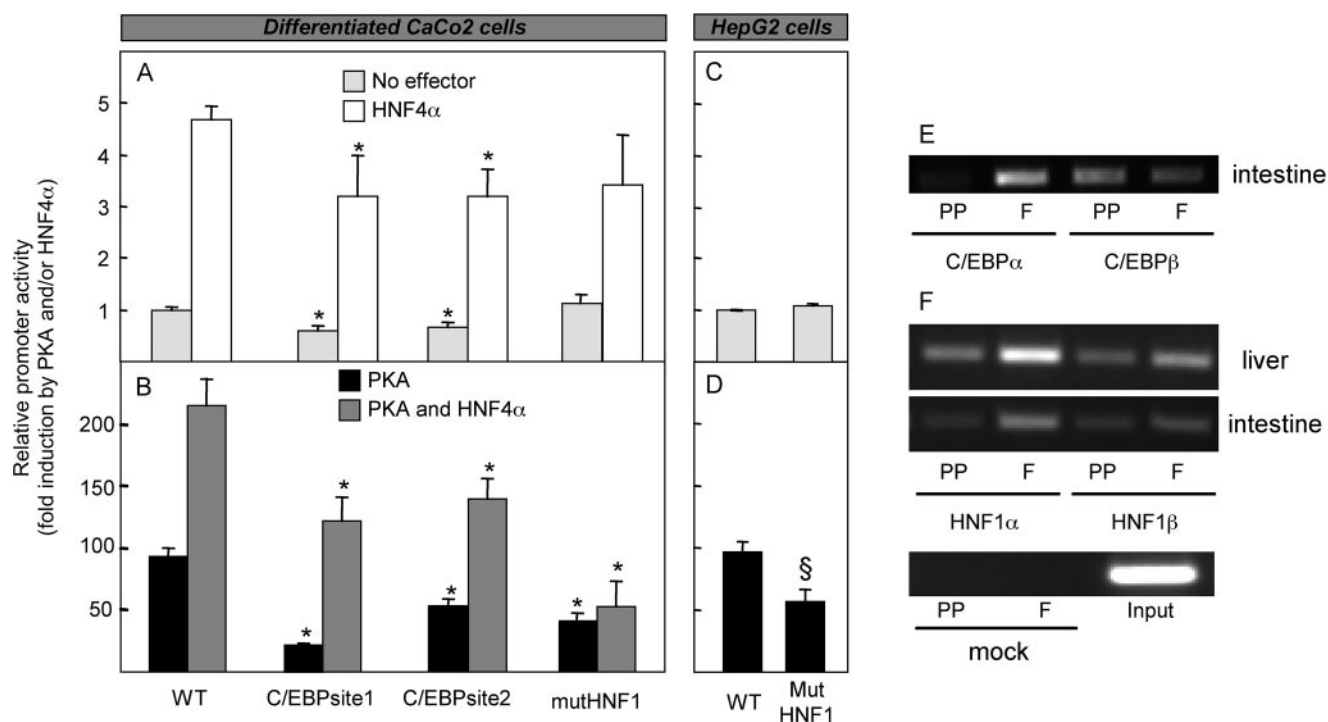 Differentiated CaCo2 cells
HepG2 cells
Relative promoter activity
(fold induction by PKA and/or HNF4α)
A
No effector
HNF4α
5
4
3
2
1
* * * *
C
B
PKA
PKA and HNF4α
200
150
100
50
* * * * * *
WT
C/EBPsite1
C/EBPsite2
mutHNF1
D
§
WT
Mut
HNF1
E
intestine
PP F PP F
C/EBPα C/EBPβ
F
liver
intestine
PP F PP F
HNF1α HNF1β
PP F Input
mock